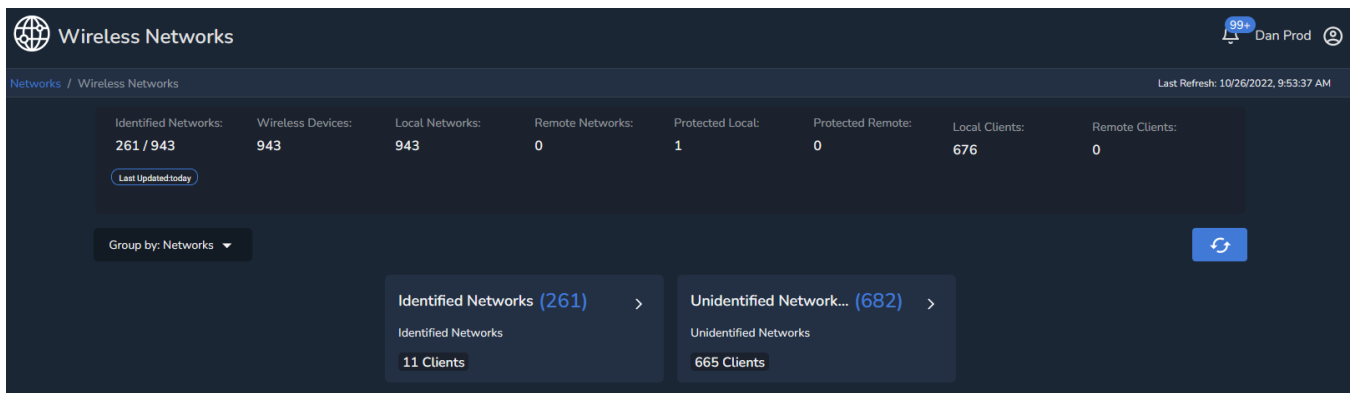 Wireless Networks
99+
Dan Prod
Networks / Wireless Networks
Last Refresh: 10/26/2022, 9:53:37 AM
Identified Networks: Wireless Devices: Local Networks: Remote Networks: Protected Local: Protected Remote: Local Clients: Remote Clients:
261 / 943 943 943 0 1 0 676 0
Last Updated:today
Group by: Networks
Identified Networks (261)
Identified Networks
11 Clients
Unidentified Network... (682)
Unidentified Networks
665 Clients